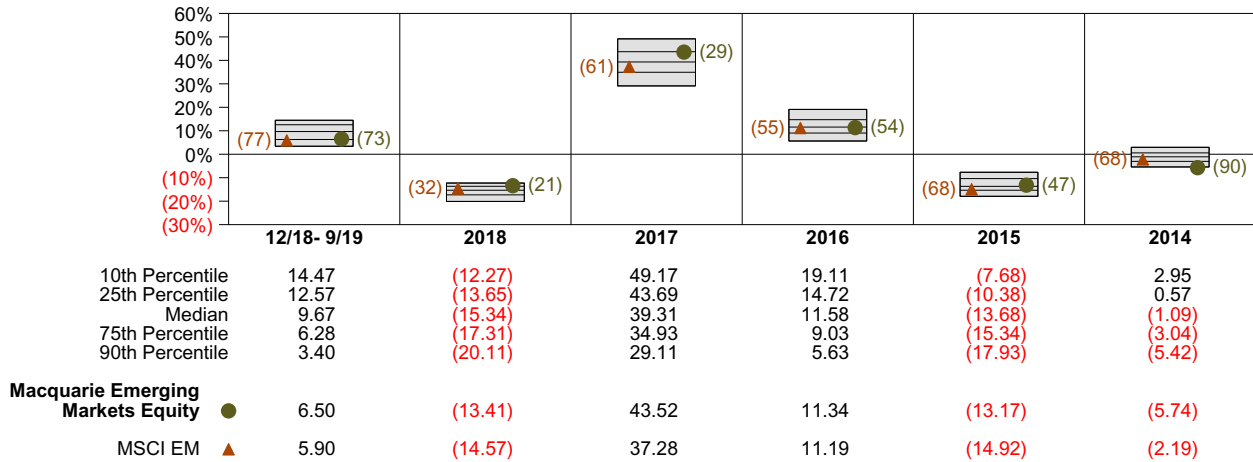 60%
50%
40%
30%
20%
10%
0%
(10%)
(20%)
(30%)
(77) (73)
(32) (21)
(61) (29)
(55) (54)
(68) (47)
(68) (90)
12/18- 9/19 2018 2017 2016 2015 2014
10th Percentile 14.47 (12.27) 49.17 19.11 (7.68) 2.95
25th Percentile 12.57 (13.65) 43.69 14.72 (10.38) 0.57
Median 9.67 (15.34) 39.31 11.58 (13.68) (1.09)
75th Percentile 6.28 (17.31) 34.93 9.03 (15.34) (3.04)
90th Percentile 3.40 (20.11) 29.11 5.63 (17.93) (5.42)
Macquarie Emerging
Markets Equity 6.50 (13.41) 43.52 11.34 (13.17) (5.74)
MSCI EM 5.90 (14.57) 37.28 11.19 (14.92) (2.19)